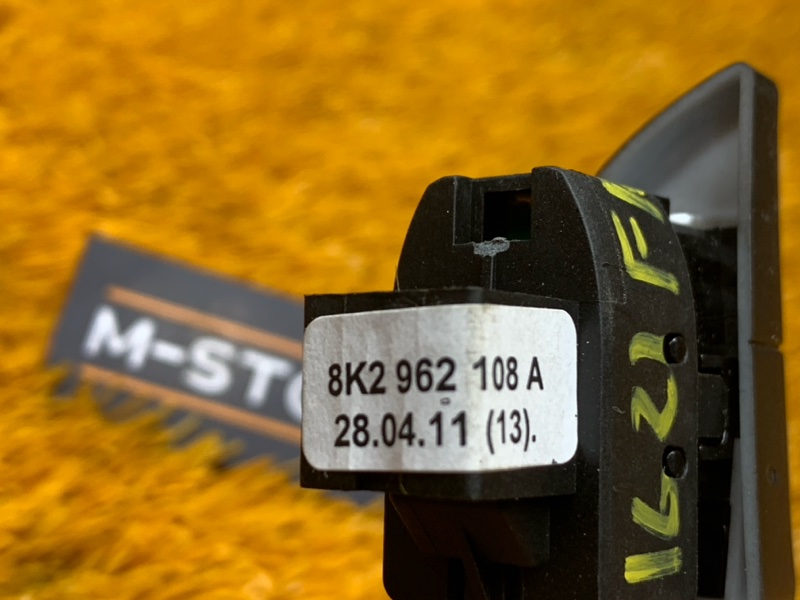 M-STO
8K2 962 108 A
28.04.11 (13).